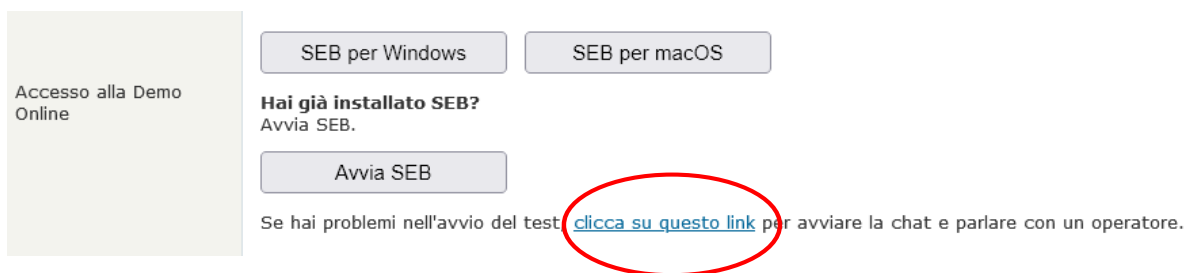 SEB per Windows
SEB per macOS
Accesso alla Demo
Online
Hai già installato SEB?
Avvia SEB.
Avvia SEB
Se hai problemi nell'avvio del test, clicca su questo link per avviare la chat e parlare con un operatore.